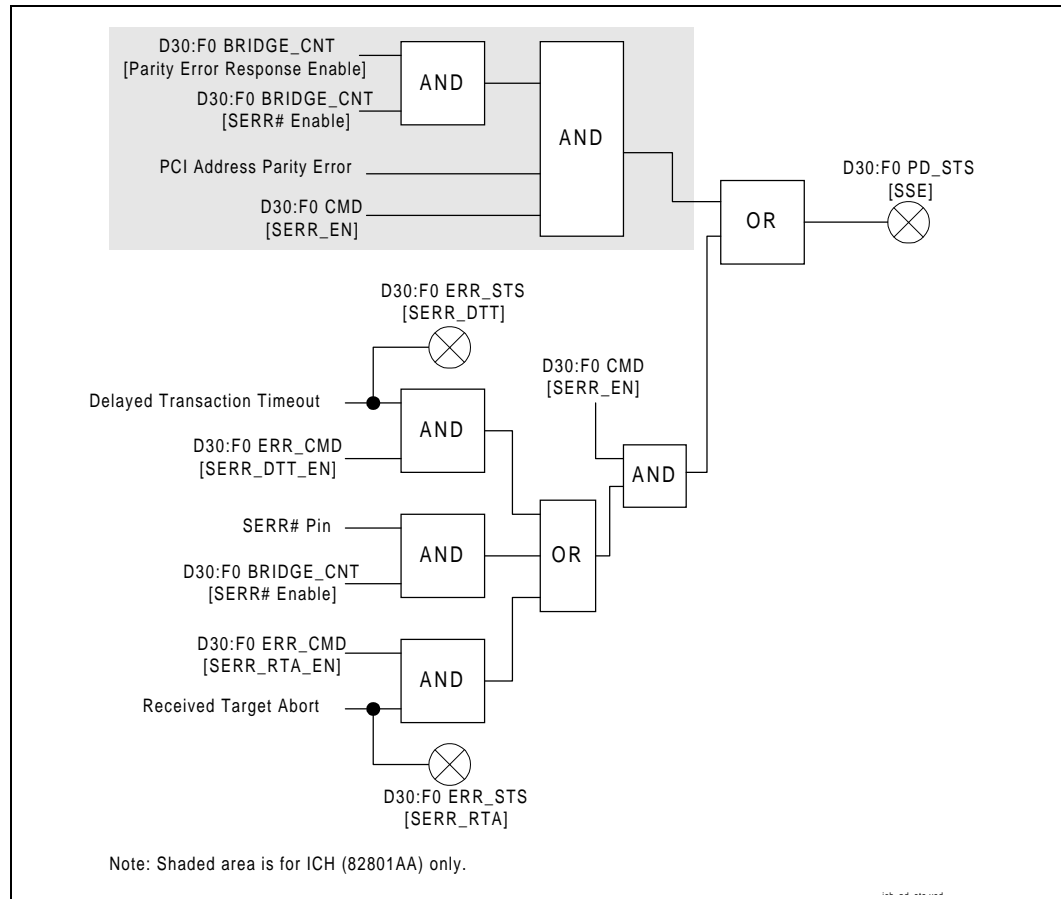 D30:F0 BRIDGE_CNT
[Parity Error Response Enable]
AND
D30:F0 BRIDGE_CNT
[SERR# Enable]
AND
PCI Address Parity Error
D30:F0 CMD
[SERR_EN]
OR
D30:F0 PD_STS
[SSE]
D30:F0 ERR_STS
[SERR_DTT]
D30:F0 CMD
[SERR_EN]
Delayed Transaction Timeout
AND
D30:F0 ERR_CMD
[SERR_DTT_EN]
AND
SERR# Pin
AND
OR
D30:F0 BRIDGE_CNT
[SERR# Enable]
D30:F0 ERR_CMD
[SERR_RTA_EN]
AND
Received Target Abort
D30:F0 ERR_STS
[SERR_RTA]
Note: Shaded area is for ICH (82801AA) only.